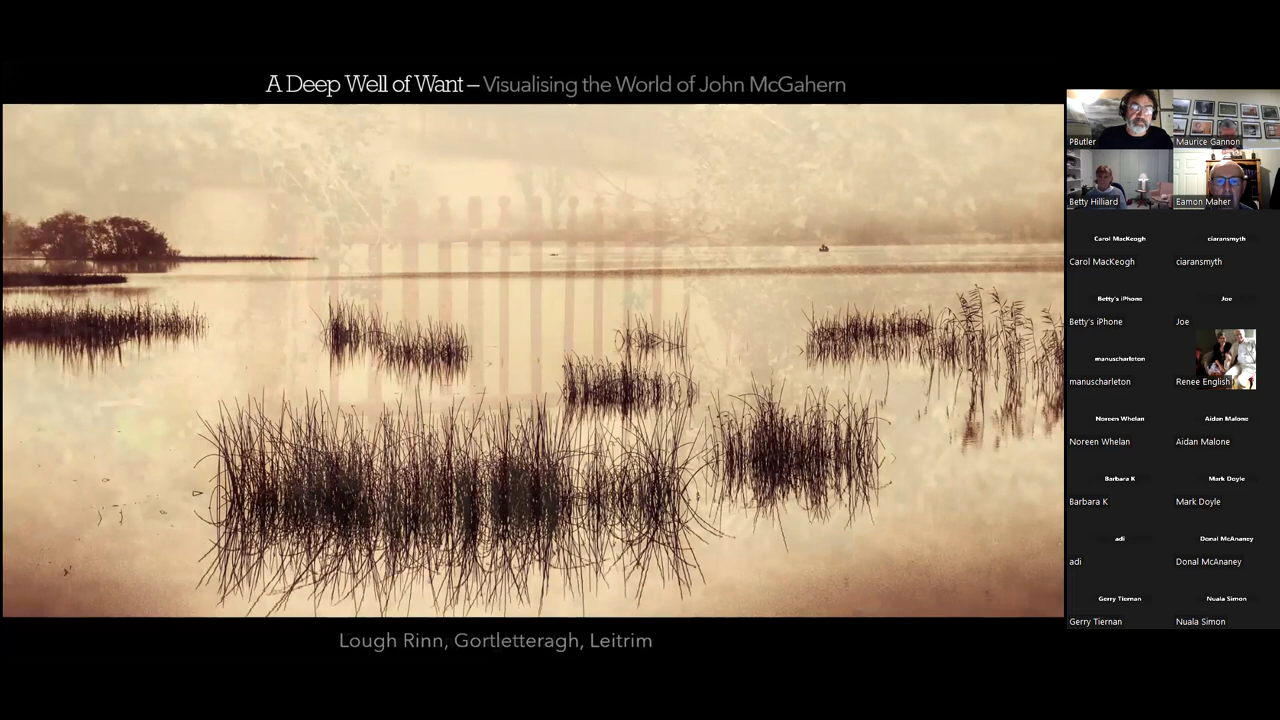 A Deep Well of Want – Visualising the World of John McGahern
PButler
Maurice Gannon
Betty Hilliard
Eamon Maher
Carol MacKeogh
ciaransmyth
Carol MacKeogh
ciaransmyth
Betty's iPhone
Joe
Betty's iPhone
Joe
manuscharleton
manuscharleton
Renee English
Noreen Whelan
Aidan Malone
Noreen Whelan
Aidan Malone
Barbara K
Mark Doyle
Barbara K
Mark Doyle
adi
Donal McAnaney
adi
Donal McAnaney
Gerry Tiernan
Nuala Simon
Gerry Tiernan
Nuala Simon
Lough Rinn, Gortletteragh, Leitrim